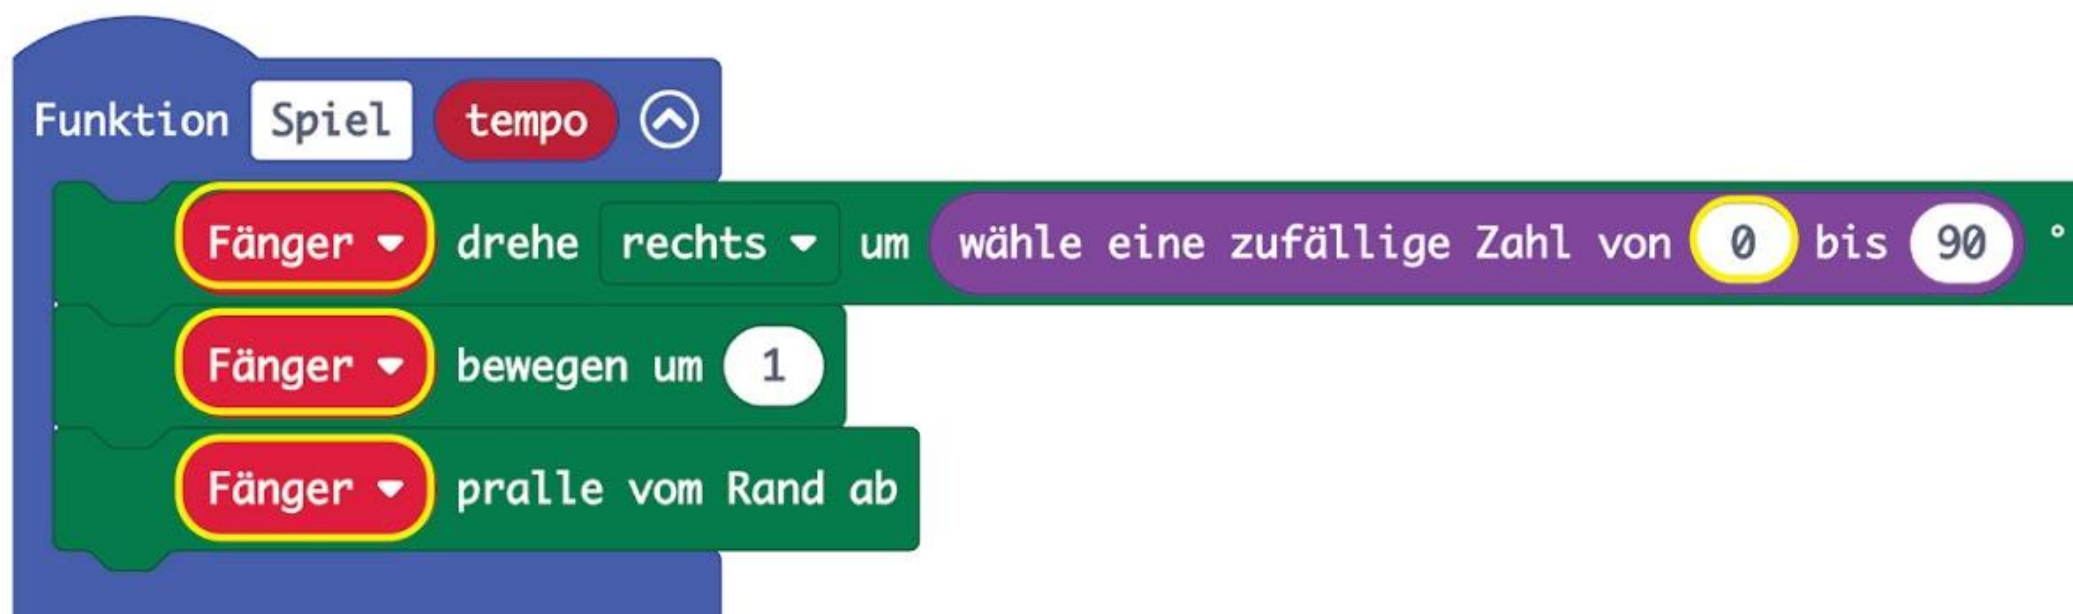 Funktion Spiel tempo
Fänger drehe rechts um wähle eine zufällige Zahl von 0 bis 90 °
Fänger bewegen um 1
Fänger pralle vom Rand ab